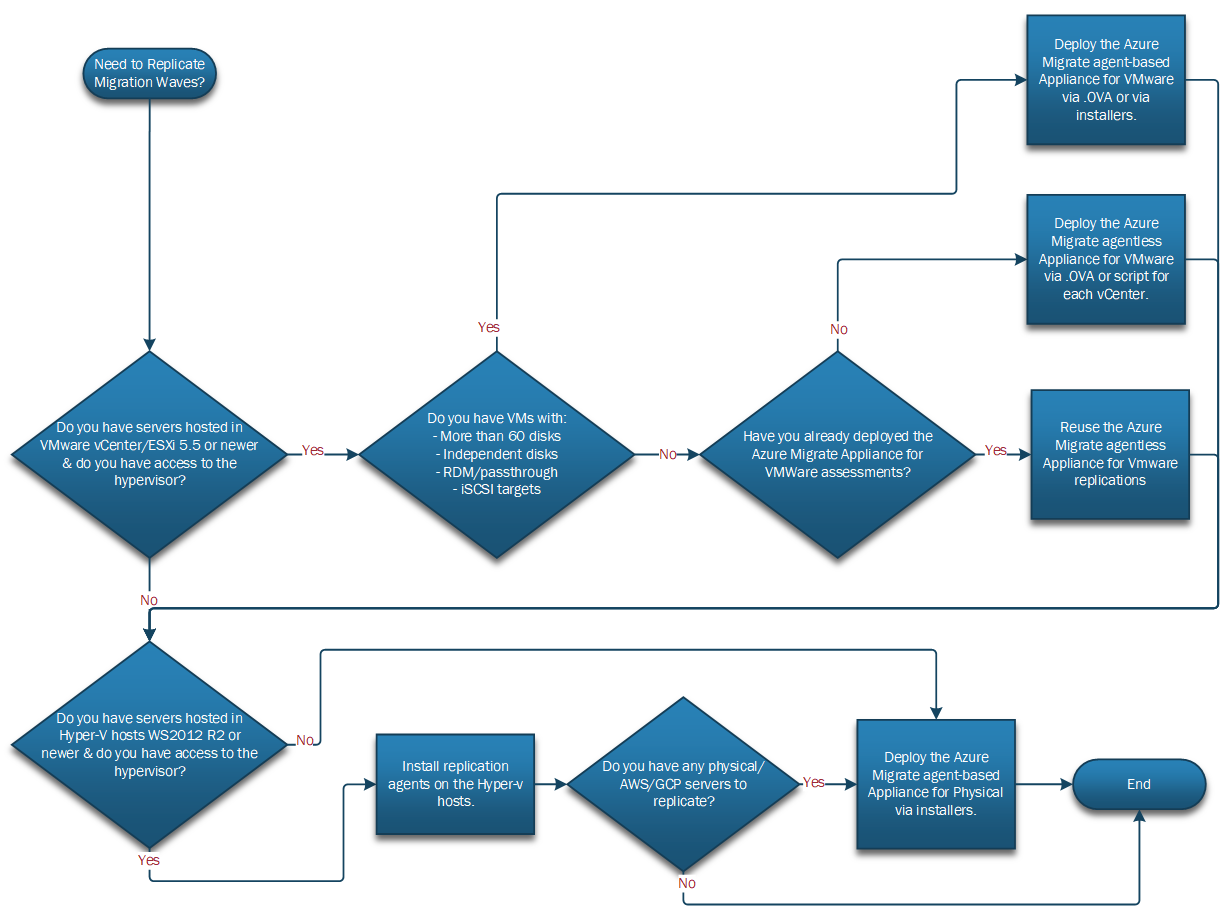 Need to Replicate
Migration Waves?
Deploy the Azure
Migrate agent-based
Appliance for VMware
via .OVA or via
installers.
Deploy the Azure
Migrate agentless
Appliance for VMware
via .OVA or script for
each vCenter.
Yes
No
Do you have servers hosted in
VMware vCenter/ESXi 5.5 or newer
& do you have access to the
hypervisor?
Yes
Do you have VMs with:
- More than 60 disks
- Independent disks
- RDM/passthrough
- iSCSI targets
No
Have you already deployed the
Azure Migrate Appliance for
VMWare assessments?
Yes
Reuse the Azure
Migrate agentless
Appliance for Vmware
replications
No
Do you have servers hosted in
Hyper-V hosts WS2012 R2 or
newer & do you have access to the
hypervisor?
No
Yes
Install replication
agents on the Hyper-v
hosts.
Do you have any physical/
AWS/GCP servers to
replicate?
Yes
No
Deploy the Azure
Migrate agent-based
Appliance for Physical
via installers.
End